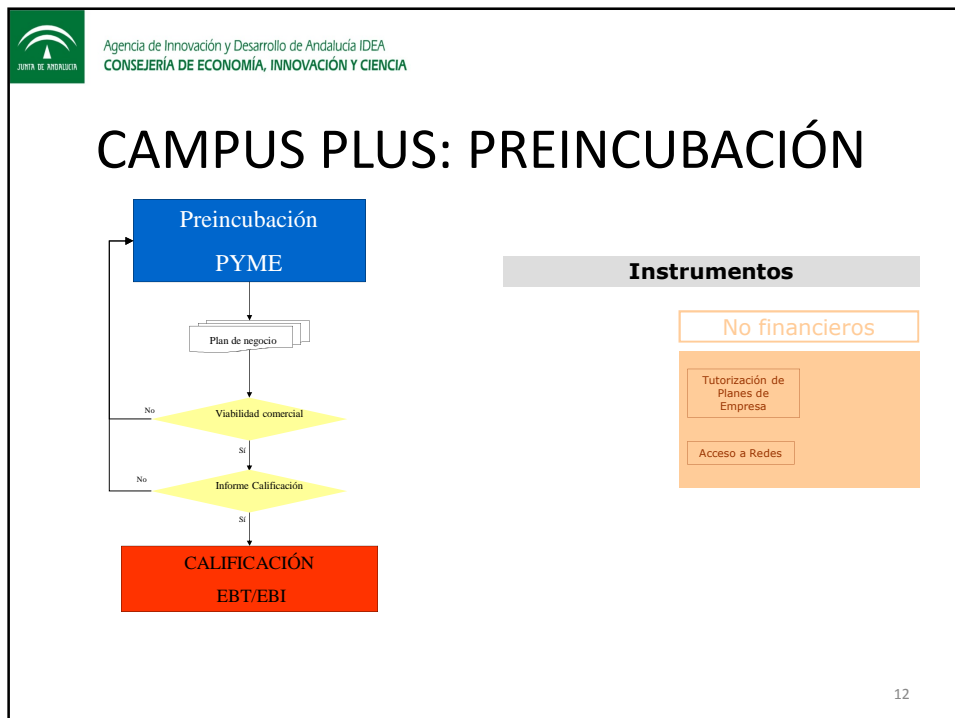 JUNTA DE ANDALUCIA
Agencia de Innovación y Desarrollo de Andalucía IDEA
CONSEJERÍA DE ECONOMÍA, INNOVACIÓN Y CIENCIA
CAMPUS PLUS: PREINCUBACIÓN
Preincubación
PYME
Plan de negocio
No
Viabilidad comercial
Sí
No
Informe Calificación
Sí
CALIFICACIÓN
EBT/EBI
Instrumentos
No financieros
Tutorización de
Planes de
Empresa
Acceso a Redes
12